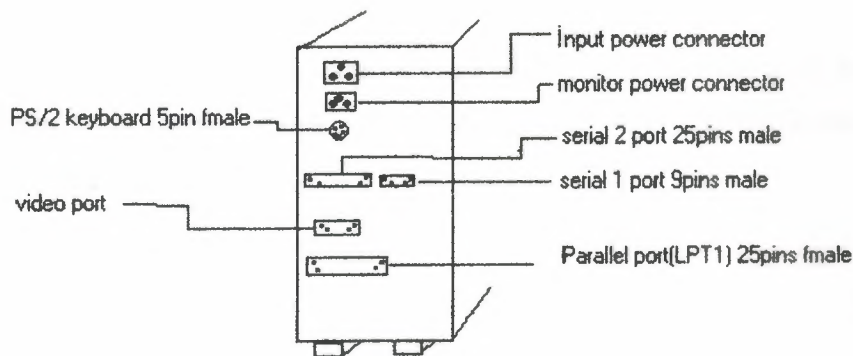 Input power connector
monitor power connector
PS/2 keyboard 5pin fmale
serial 2 port 25pins male
serial 1 port 9pins male
video port
Parallel port(LPT1) 25pins fmale